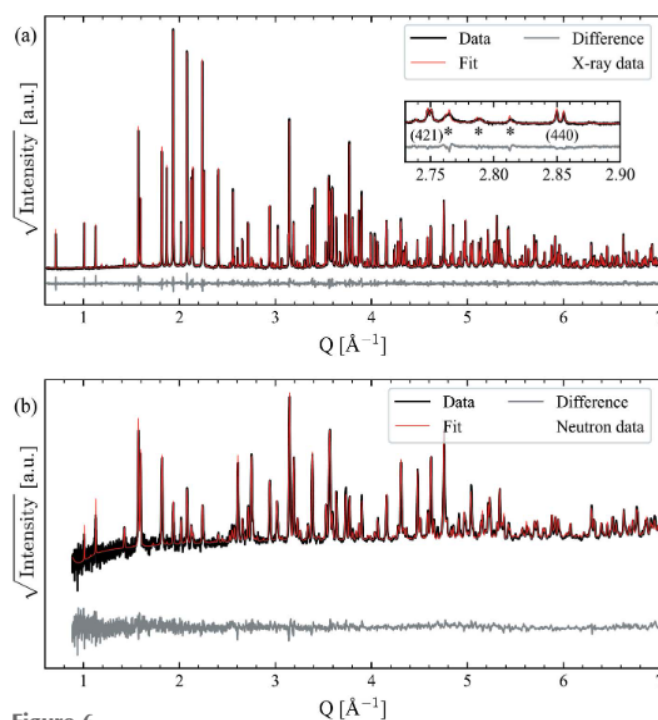 (a)
Data
Difference
Fit
X-ray data
(421) * * * (440)
2.75 2.80 2.85 2.90
√Intensity [a.u.]
1 2 3 4 5 6 7
Q [Å⁻¹]
(b)
Data
Difference
Fit
Neutron data
√Intensity [a.u.]
1 2 3 4 5 6 7
Q [Å⁻¹]
Figure 6